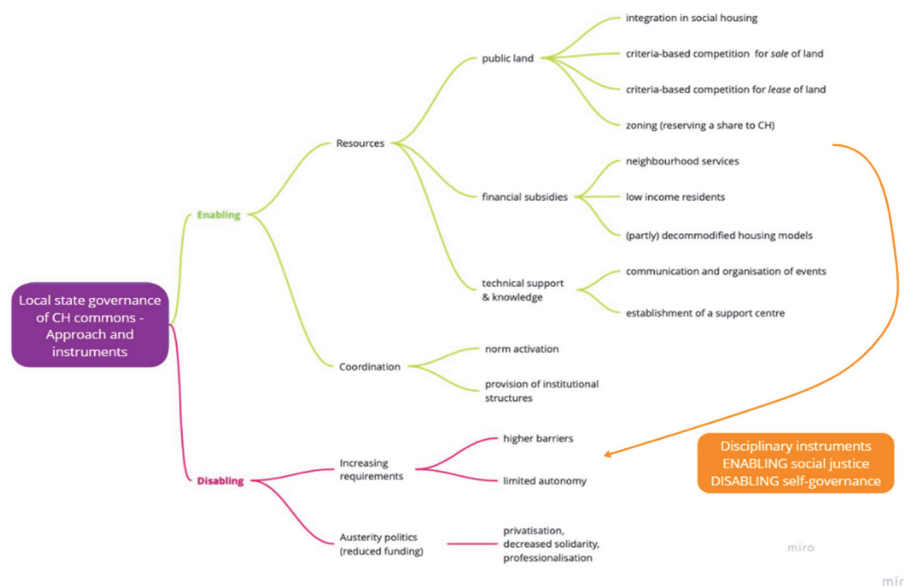 Local state governance
of CH commons -
Approach and
instruments
Enabling
Resources
public land
integration in social housing
criteria-based competition for sale of land
criteria-based competition for lease of land
zoning (reserving a share to CH)
financial subsidies
neighbourhood services
low income residents
(partly) decommodified housing models
technical support
& knowledge
communication and organisation of events
establishment of a support centre
Coordination
norm activation
provision of institutional
structures
Disabling
Increasing
requirements
higher barriers
limited autonomy
Austerity politics
(reduced funding)
privatisation,
decreased solidarity,
professionalisation
Disciplinary instruments
ENABLING social justice
DISABLING self-governance
miro
mir